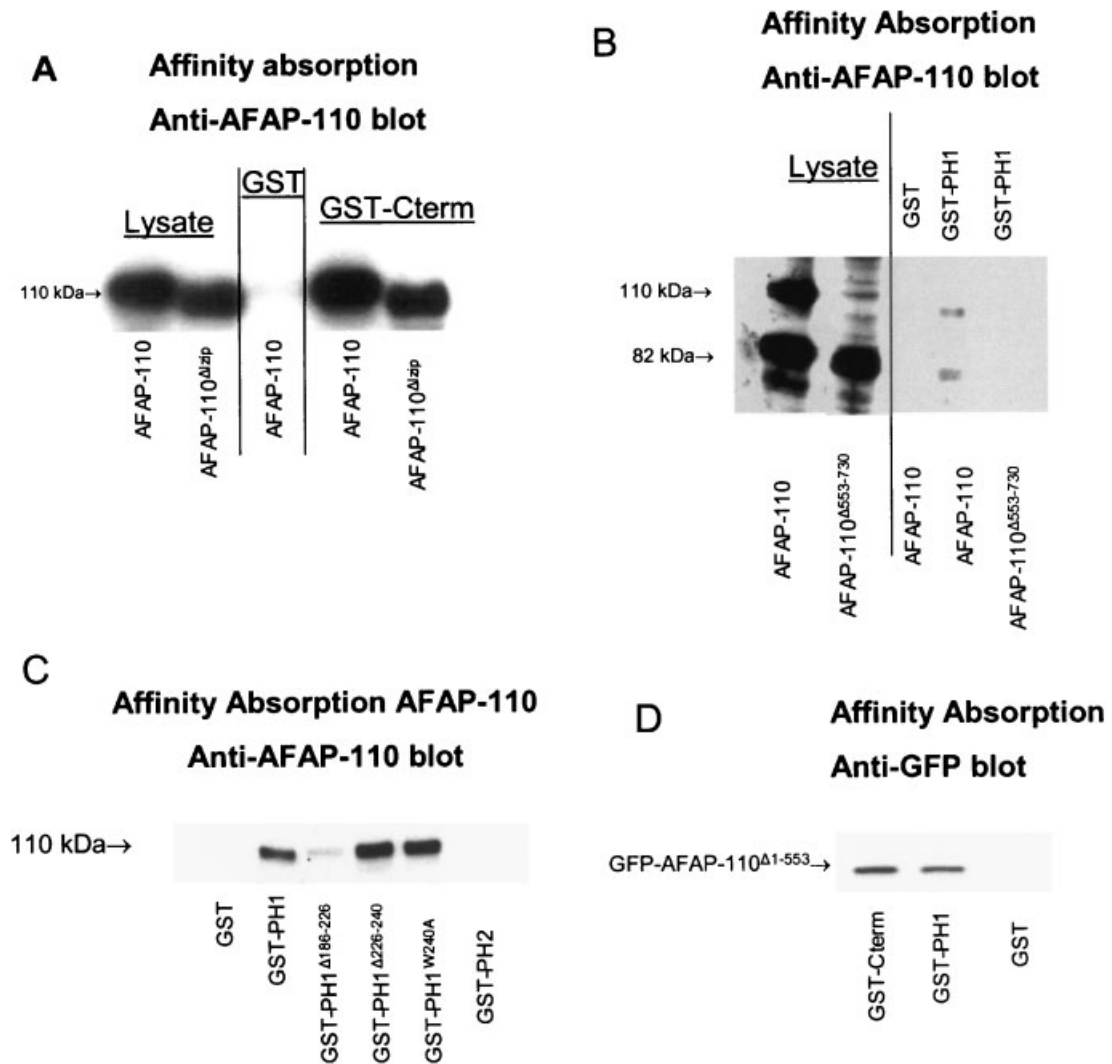 A
Affinity absorption
Anti-AFAP-110 blot
Lysate
GST
GST-Cterm
110 kDa→
AFAP-110
AFAP-110Δlzip
AFAP-110
AFAP-110
AFAP-110Δlzip
B
Affinity Absorption
Anti-AFAP-110 blot
Lysate
GST
GST-PH1
GST-PH1
110 kDa→
82 kDa→
AFAP-110
AFAP-110Δ553-730
AFAP-110
AFAP-110
AFAP-110Δ553-730
C
Affinity Absorption AFAP-110
Anti-AFAP-110 blot
110 kDa→
GST
GST-PH1
GST-PH1Δ186-226
GST-PH1Δ226-240
GST-PH1W240A
GST-PH2
D
Affinity Absorption
Anti-GFP blot
GFP-AFAP-110Δ1-553→
GST-Cterm
GST-PH1
GST